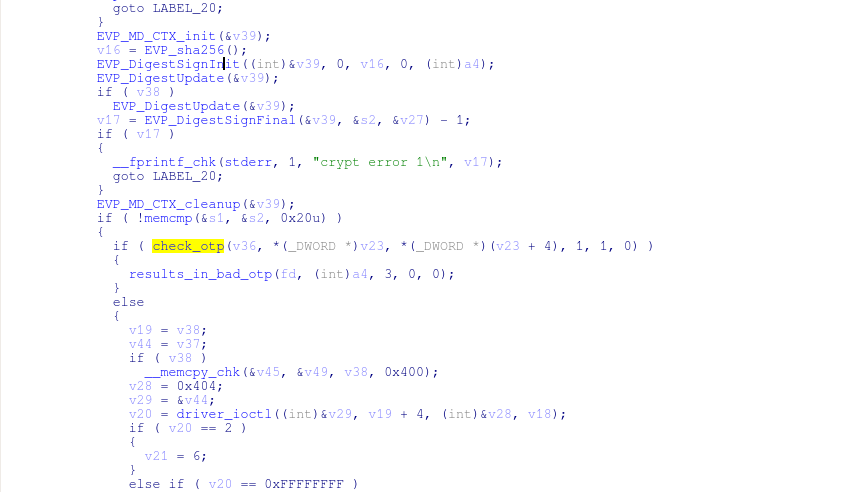 goto LABEL_20;
}
EVP_MD_CTX_init(&v39);
v16 = EVP_sha256();
EVP_DigestSignInit((int)&v39, 0, v16, 0, (int)a4);
EVP_DigestUpdate(&v39);
if ( v38 )
EVP_DigestUpdate(&v39);
v17 = EVP_DigestSignFinal(&v39, &s2, &v27) - 1;
if ( v17 )
{
__fprintf_chk(stderr, 1, "crypt error 1\n", v17);
goto LABEL_20;
}
EVP_MD_CTX_cleanup(&v39);
if ( !memcmp(&s1, &s2, 0x20u) )
{
if ( check_otp(v36, *(_DWORD *)v23, *(_DWORD *)(v23 + 4), 1, 1, 0) )
{
results_in_bad_otp(fd, (int)a4, 3, 0, 0);
}
else
{
v19 = v38;
v44 = v37;
if ( v38 )
__memcpy_chk(&v45, &v49, v38, 0x400);
v28 = 0x404;
v29 = &v44;
v20 = driver_ioctl((int)&v29, v19 + 4, (int)&v28, v18);
if ( v20 == 2 )
{
v21 = 6;
}
else if ( v20 == 0xFFFFFFFF )